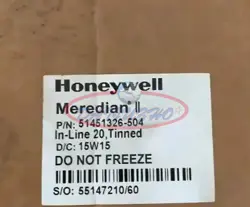 Honeywell
Meredian® II
P/N: 51451326-504
In-Line 20,Tinned
D/C: 15W15
DO NOT FREEZE
S/O: 55147210/60